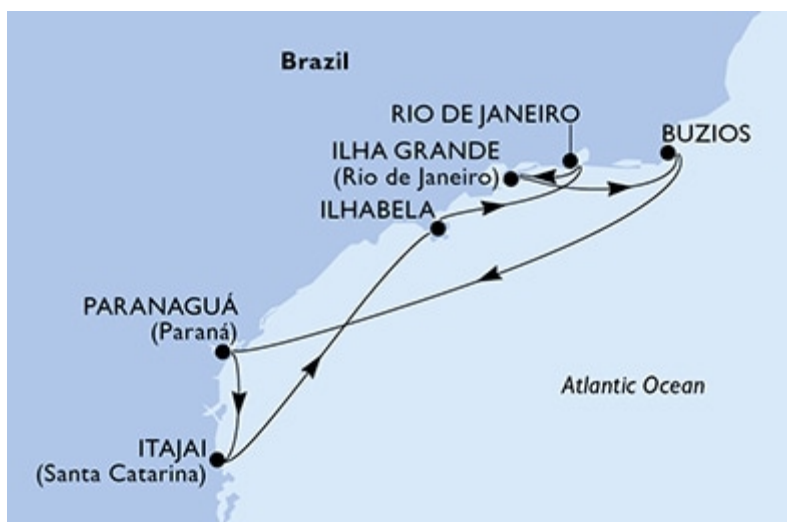 Brazil
RIO DE JANEIRO
BUZIOS
ILHA GRANDE
(Rio de Janeiro)
ILHABELA
PARANAGUÁ
(Paraná)
Atlantic Ocean
ITAJAI
(Santa Catarina)